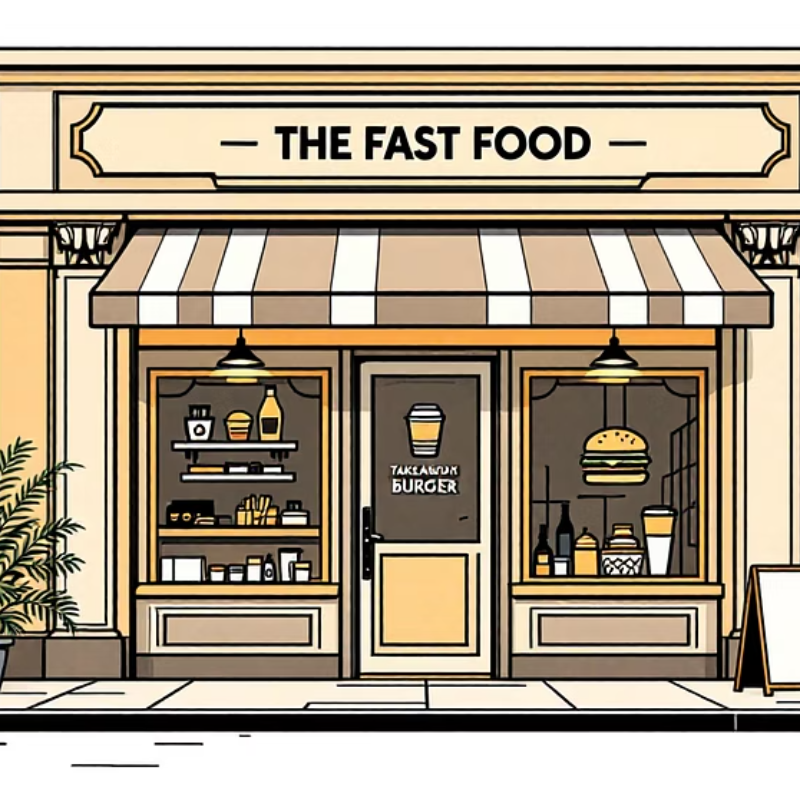 — THE FAST FOOD —
BURGER